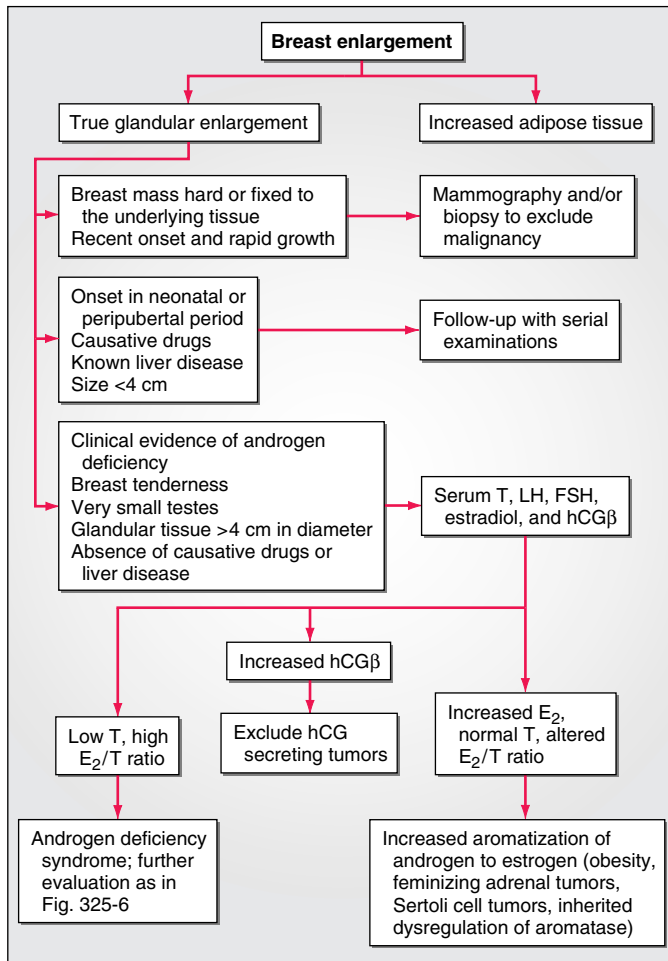 Breast enlargement
True glandular enlargement
Increased adipose tissue
Breast mass hard or fixed to
the underlying tissue
Recent onset and rapid growth
Mammography and/or
biopsy to exclude
malignancy
Onset in neonatal or
peripubertal period
Causative drugs
Known liver disease
Size <4 cm
Follow-up with serial
examinations
Clinical evidence of androgen
deficiency
Breast tenderness
Very small testes
Glandular tissue >4 cm in diameter
Absence of causative drugs or
liver disease
Serum T, LH, FSH,
estradiol, and hCGβ
Low T, high
E₂/T ratio
Increased hCGβ
Exclude hCG
secreting tumors
Increased E₂,
normal T, altered
E₂/T ratio
Androgen deficiency
syndrome; further
evaluation as in
Fig. 325-6
Increased aromatization of
androgen to estrogen (obesity,
feminizing adrenal tumors,
Sertoli cell tumors, inherited
dysregulation of aromatase)